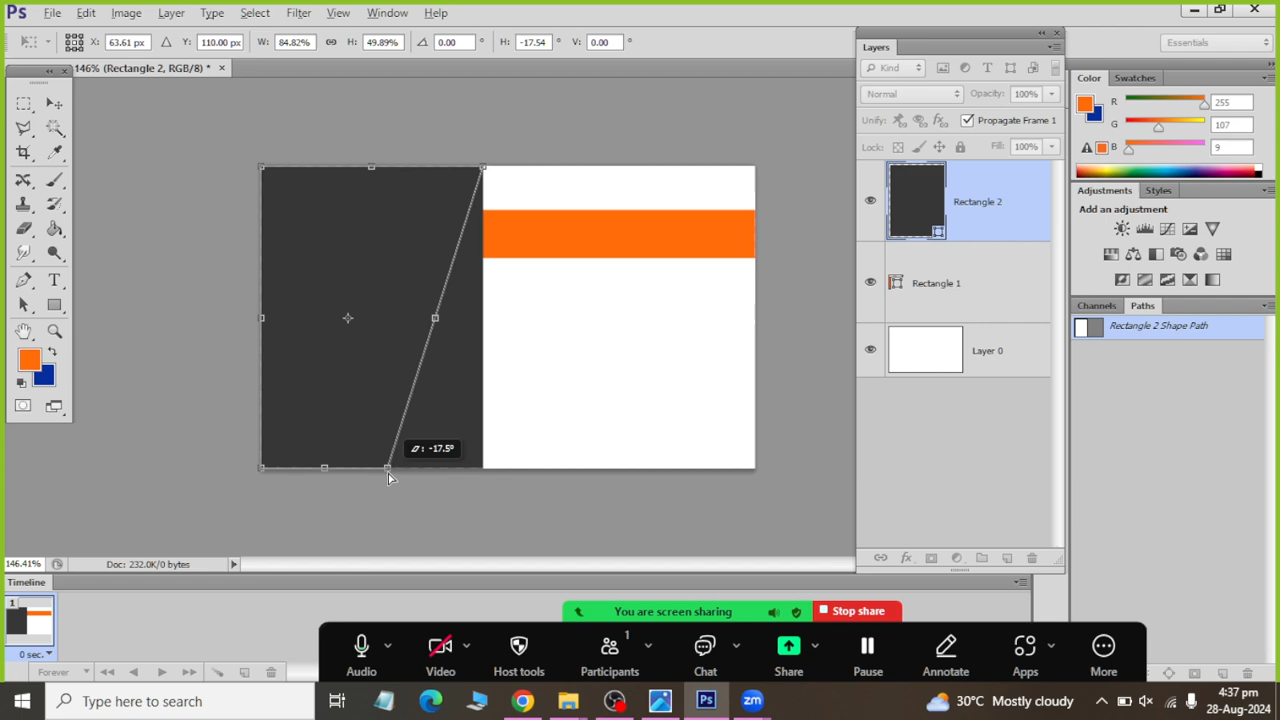 Ps File Edit Image Layer Type Select Filter View Window Help
X: 63.61 px Y: 110.00 px W: 84.82% H: 49.89% 0.00 ° H: -17.54 ° V: 0.00 °
Essentials
146% (Rectangle 2, RGB/8) * ×
Layers
Kind
Normal Opacity: 100%
Unify: Propagate Frame 1
Lock: Fill: 100%
Rectangle 2
Rectangle 1
Layer 0
Color Swatches
R 255
G 107
B 9
Adjustments Styles
Add an adjustment
Channels Paths
Rectangle 2 Shape Path
T
-17.5°
146.41% Doc: 232.0K/0 bytes
Timeline
1
0 sec.
Forever
You are screen sharing Stop share
1
Audio Video Host tools Participants Chat Share Pause Annotate Apps More
Type here to search
Ps zm
30°C Mostly cloudy
4:37 pm
28-Aug-2024